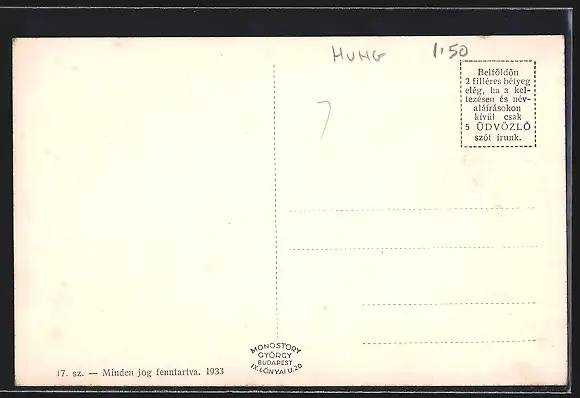 HUNG 1.50
Belföldön
2 filléres bélyeg
elég, ha a kel-
tezésen és név-
aláírásokon
kívül csak
5 ÜDVÖZLŐ
szót írunk.
MONOSTORY
GYÖRGY
BUDAPEST
IX. LÓNYAI U. 20
17. sz. — Minden jog fenntartva. 1933